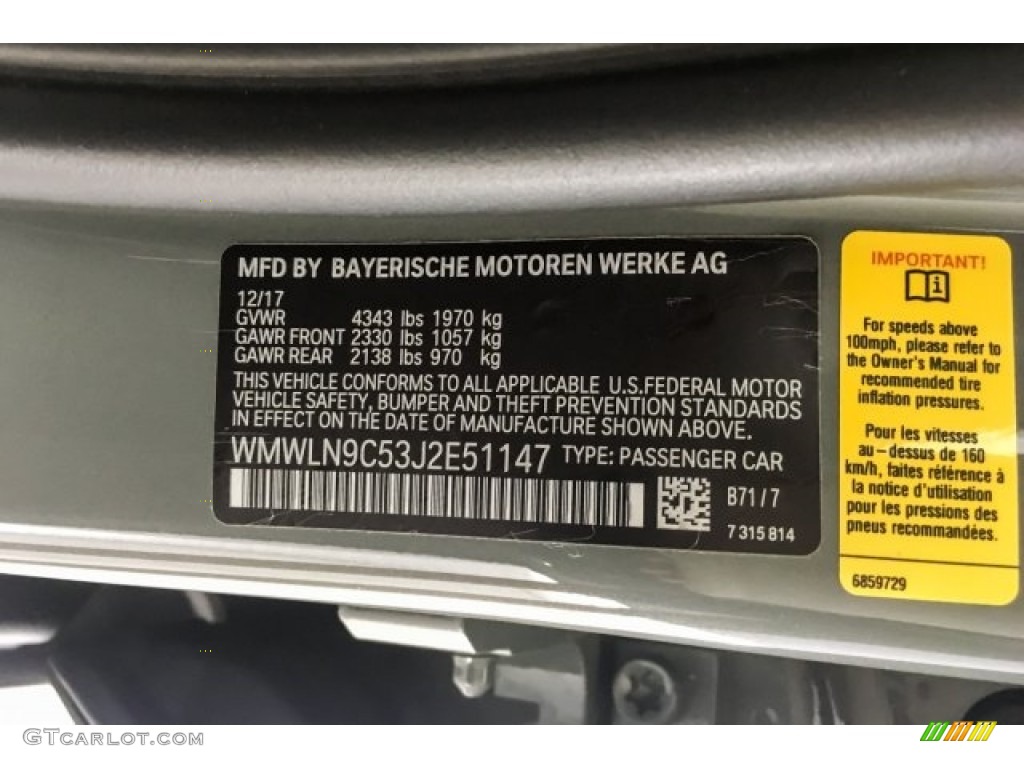 MFD BY BAYERISCHE MOTOREN WERKE AG
12/17
GVWR 4343 lbs 1970 kg
GAWR FRONT 2330 lbs 1057 kg
GAWR REAR 2138 lbs 970 kg
THIS VEHICLE CONFORMS TO ALL APPLICABLE U.S.FEDERAL MOTOR
VEHICLE SAFETY, BUMPER AND THEFT PREVENTION STANDARDS
IN EFFECT ON THE DATE OF MANUFACTURE SHOWN ABOVE.
WMWLN9C53J2E51147 TYPE: PASSENGER CAR
B71/7
7 315 814
IMPORTANT!
For speeds above
100mph, please refer to
the Owner's Manual for
recommended tire
inflation pressures.
Pour les vitesses
au-dessus de 160
km/h, faites référence à
la notice d'utilisation
pour les pressions des
pneus recommandées.
6859729
GTCarLot.com